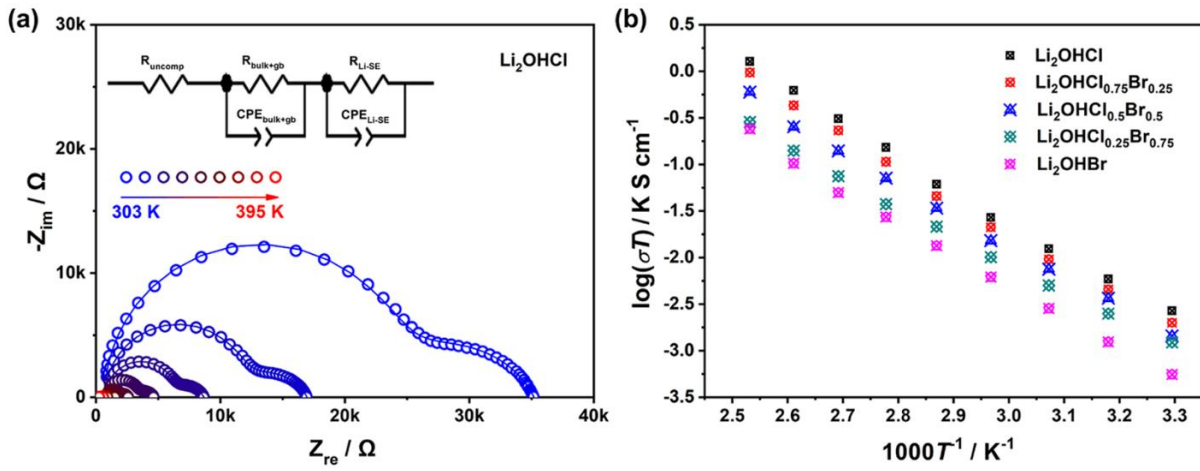 (a)
-Z_im / Ω
30k
20k
10k
0
R_uncomp
R_bulk+gb
R_Li-SE
CPE_bulk+gb
CPE_Li-SE
Li₂OHCl
303 K
395 K
0
10k
20k
30k
40k
Z_re / Ω
(b)
log(σT) / K S cm⁻¹
0.5
0.0
-0.5
-1.0
-1.5
-2.0
-2.5
-3.0
-3.5
Li₂OHCl
Li₂OHCl₀.₇₅Br₀.₂₅
Li₂OHCl₀.₅Br₀.₅
Li₂OHCl₀.₂₅Br₀.₇₅
Li₂OHBr
2.5
2.6
2.7
2.8
2.9
3.0
3.1
3.2
3.3
1000T⁻¹ / K⁻¹